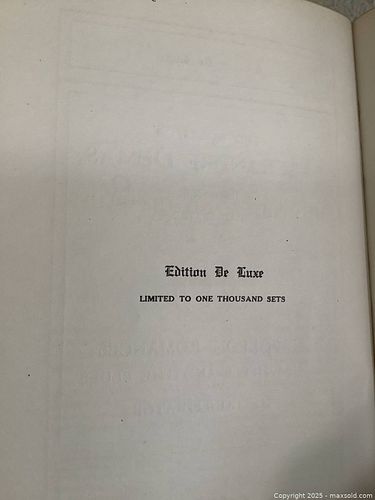 Edition De Luxe
LIMITED TO ONE THOUSAND SETS
Copyright 2025 - maxsold.com